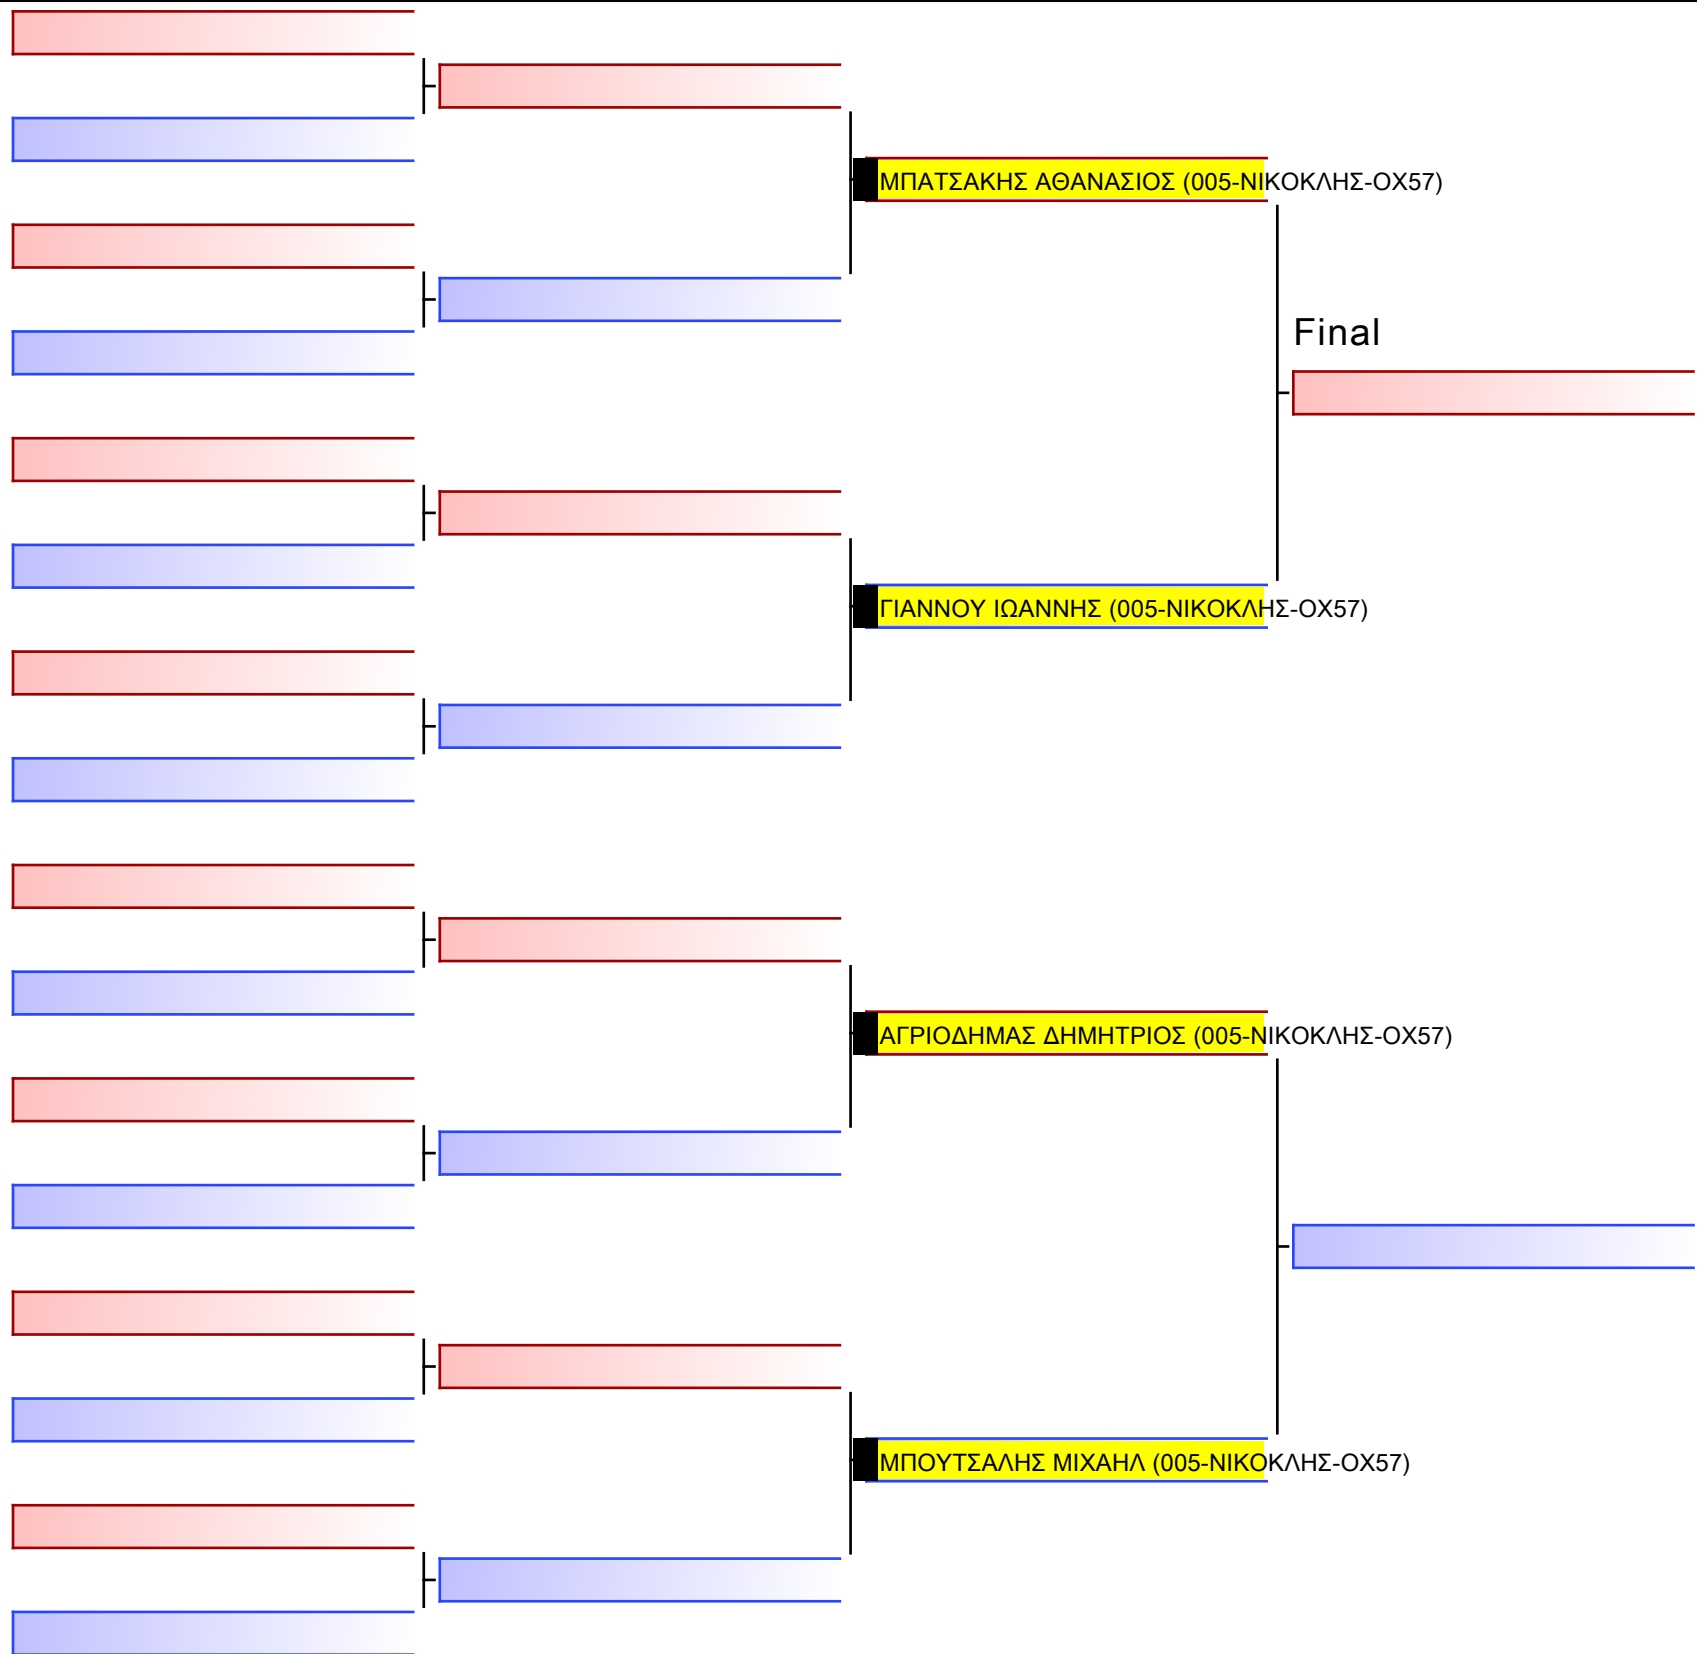 ΜΠΑΤΣΑΚΗΣ ΑΘΑΝΑΣΙΟΣ (005-ΝΙΚΟΚΛΗΣ-ΟΧ57)
Final
ΓΙΑΝΝΟΥ ΙΩΑΝΝΗΣ (005-ΝΙΚΟΚΛΗΣ-ΟΧ57)
ΑΓΡΙΟΔΗΜΑΣ ΔΗΜΗΤΡΙΟΣ (005-ΝΙΚΟΚΛΗΣ-ΟΧ57)
ΜΠΟΥΤΣΑΛΗΣ ΜΙΧΑΗΛ (005-ΝΙΚΟΚΛΗΣ-ΟΧ57)